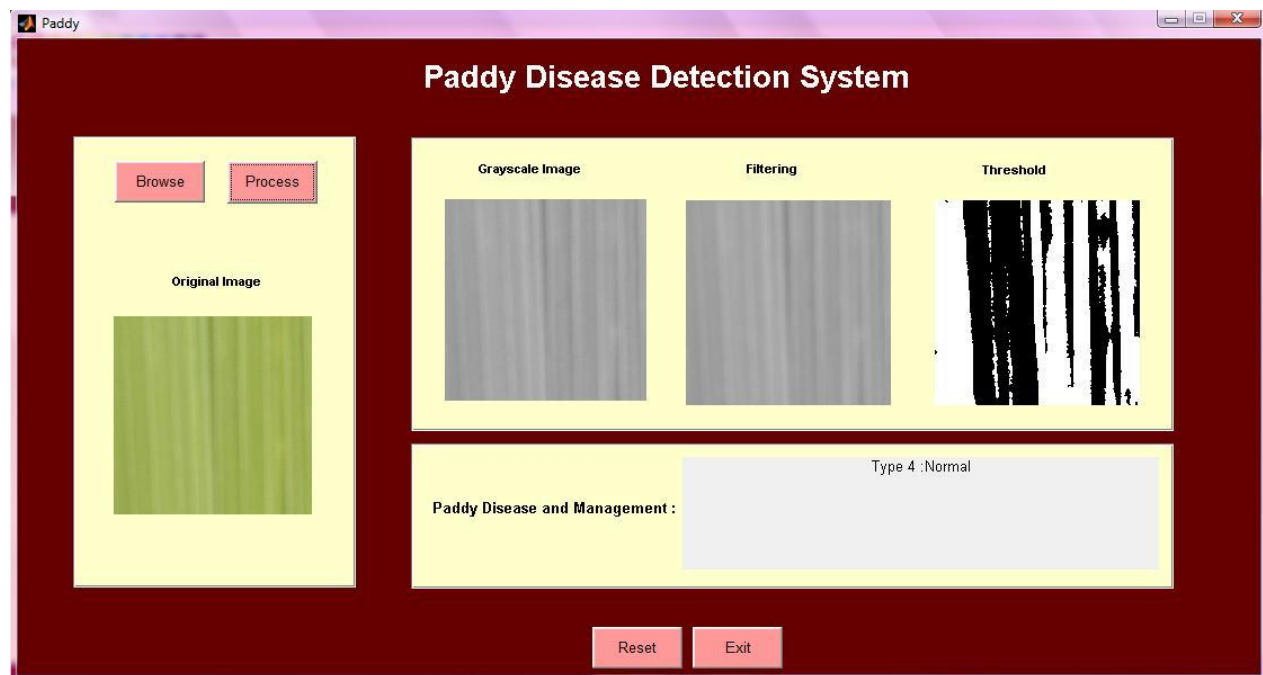 Paddy
Paddy Disease Detection System
Browse
Process
Original Image
Grayscale Image
Filtering
Threshold
Paddy Disease and Management :
Type 4 :Normal
Reset
Exit